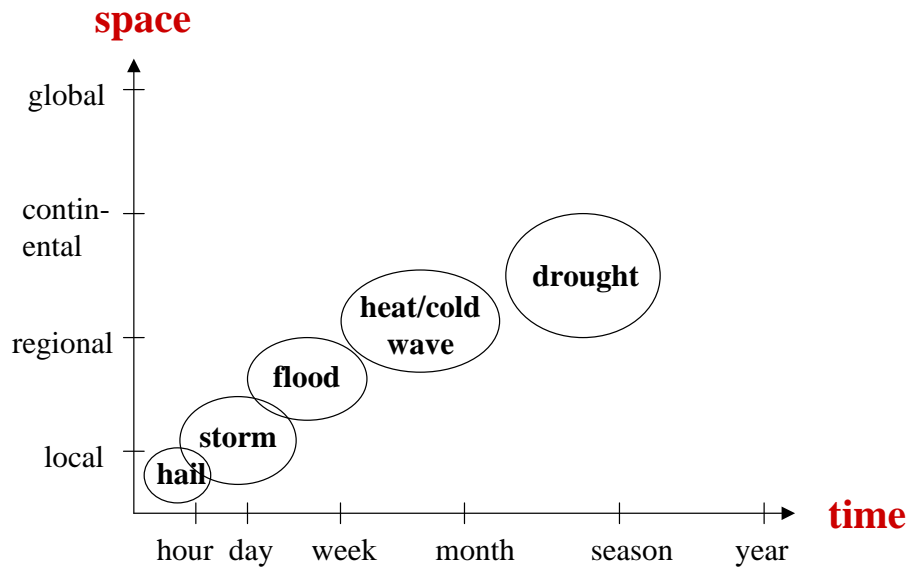 space
global
contin-
ental
drought
heat/cold
wave
regional
flood
storm
local
hail
time
hour day week month season year